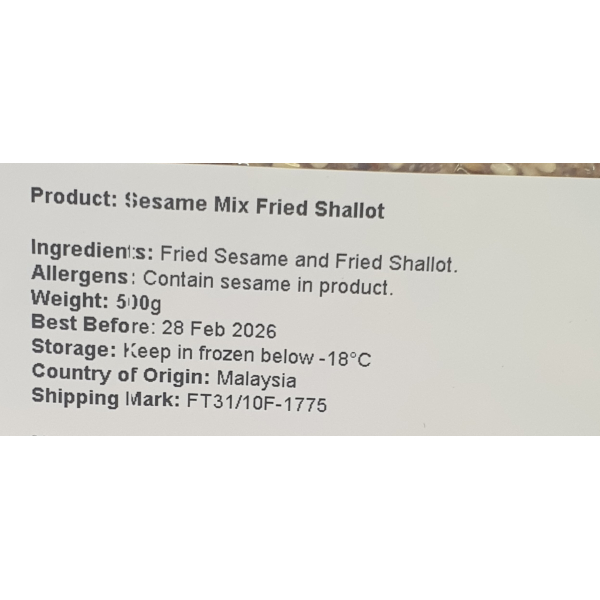 Product: Sesame Mix Fried Shallot
Ingredients: Fried Sesame and Fried Shallot.
Allergens: Contain sesame in product.
Weight: 500g
Best Before: 28 Feb 2026
Storage: Keep in frozen below -18°C
Country of Origin: Malaysia
Shipping Mark: FT31/10F-1775